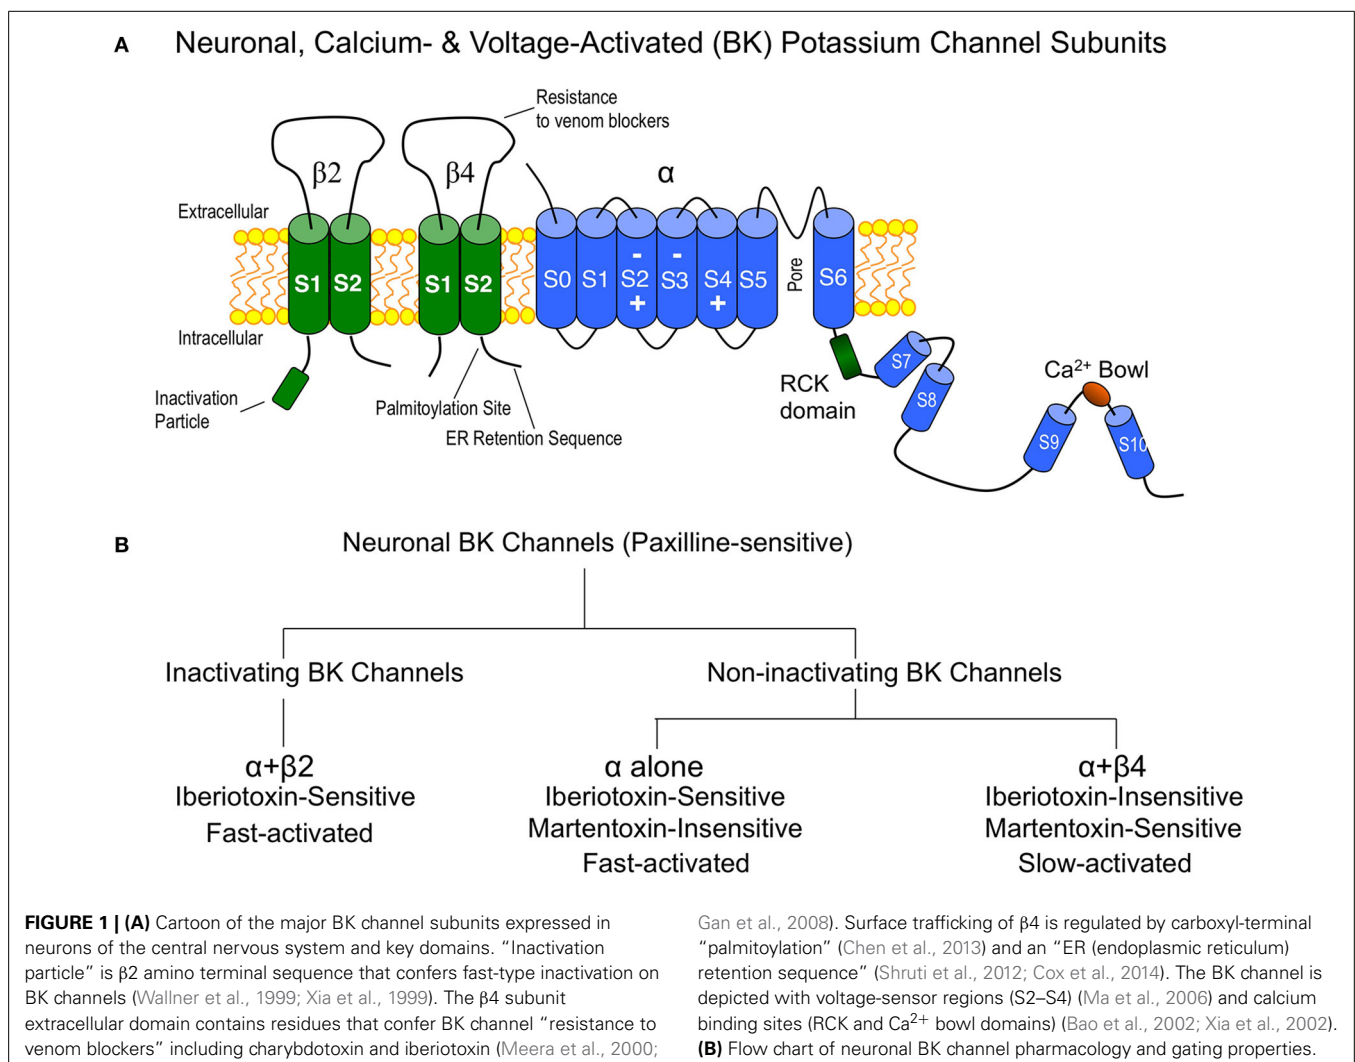 A Neuronal, Calcium- & Voltage-Activated (BK) Potassium Channel Subunits
Resistance
to venom blockers
β2
β4
α
Extracellular
S1
S2
S1
S2
S0
S1
-
S2
+
-
S3
S4
+
S5
Pore
S6
Intracellular
Inactivation
Particle
Palmitoylation Site
ER Retention Sequence
RCK
domain
S7
S8
Ca2+ Bowl
S9
S10
B Neuronal BK Channels (Paxilline-sensitive)
Inactivating BK Channels
Non-inactivating BK Channels
α+β2
Iberiotoxin-Sensitive
Fast-activated
α alone
Iberiotoxin-Sensitive
Martentoxin-Insensitive
Fast-activated
α+β4
Iberiotoxin-Insensitive
Martentoxin-Sensitive
Slow-activated
FIGURE 1 | (A) Cartoon of the major BK channel subunits expressed in
neurons of the central nervous system and key domains. “Inactivation
particle” is β2 amino terminal sequence that confers fast-type inactivation on
BK channels (Wallner et al., 1999; Xia et al., 1999). The β4 subunit
extracellular domain contains residues that confer BK channel “resistance to
venom blockers” including charybdotoxin and iberiotoxin (Meera et al., 2000;
Gan et al., 2008). Surface trafficking of β4 is regulated by carboxyl-terminal
“palmitoylation” (Chen et al., 2013) and an “ER (endoplasmic reticulum)
retention sequence” (Shruti et al., 2012; Cox et al., 2014). The BK channel is
depicted with voltage-sensor regions (S2–S4) (Ma et al., 2006) and calcium
binding sites (RCK and Ca2+ bowl domains) (Bao et al., 2002; Xia et al., 2002).
(B) Flow chart of neuronal BK channel pharmacology and gating properties.